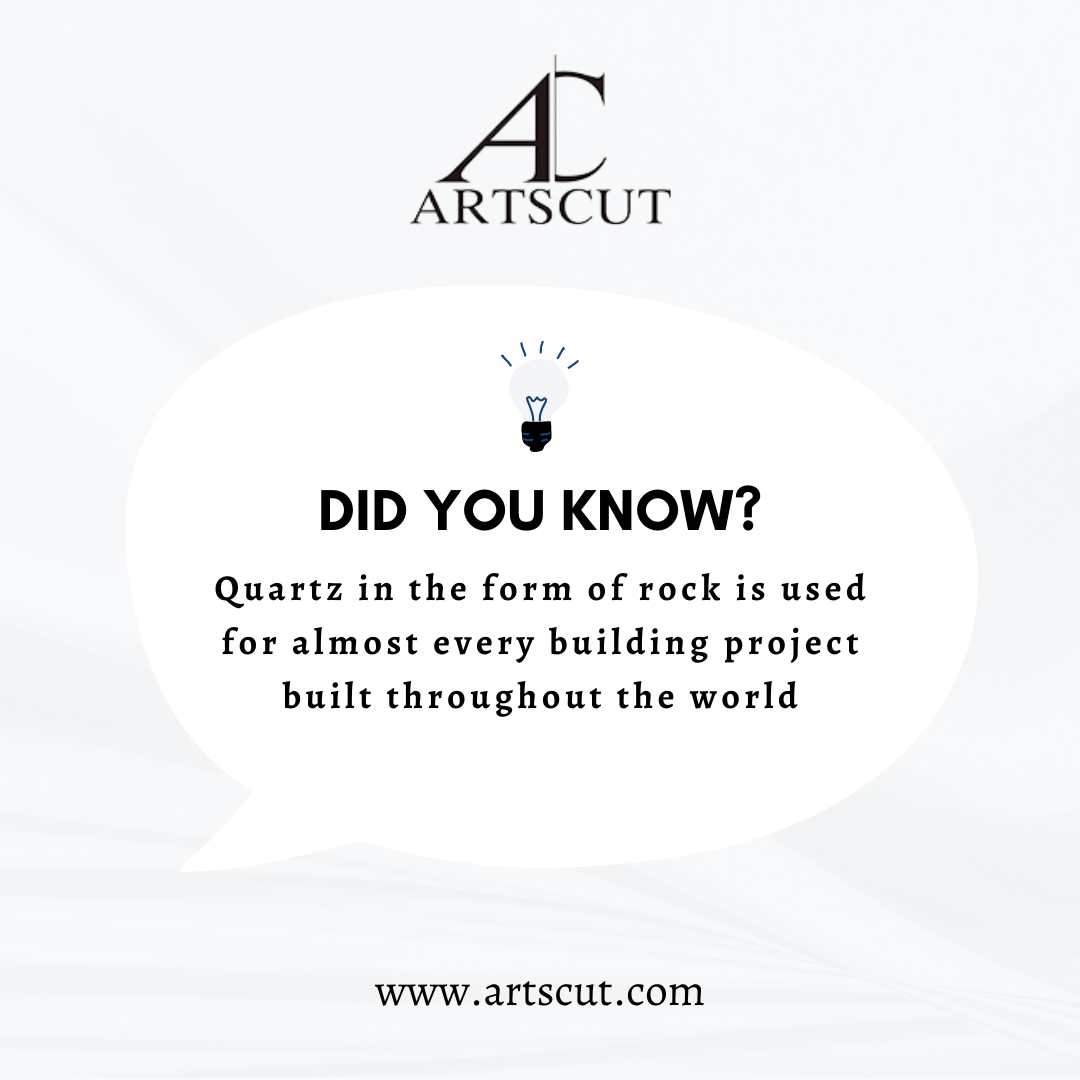 AC
ARTSCUT
DID YOU KNOW?
Quartz in the form of rock is used
for almost every building project
built throughout the world
www.artscut.com